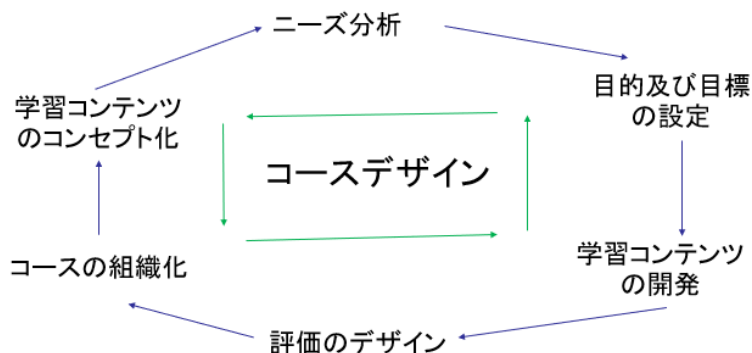 ニーズ分析
目的及び目標
の設定
学習コンテンツ
のコンセプト化
コースデザイン
学習コンテンツ
の開発
コースの組織化
評価のデザイン